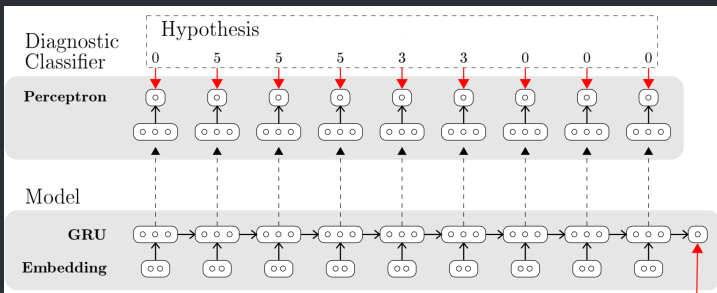 Diagnostic
Classifier
Hypothesis
0 5 5 5 3 3 0 0 0
Perceptron
Model
GRU
Embedding